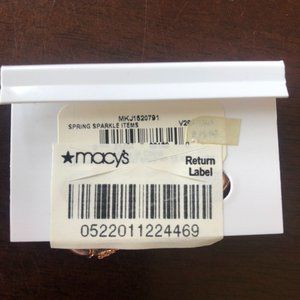 MKJ1520791
SPRING SPARKLE ITEMS
★macy's
Return
Label
0522011224469